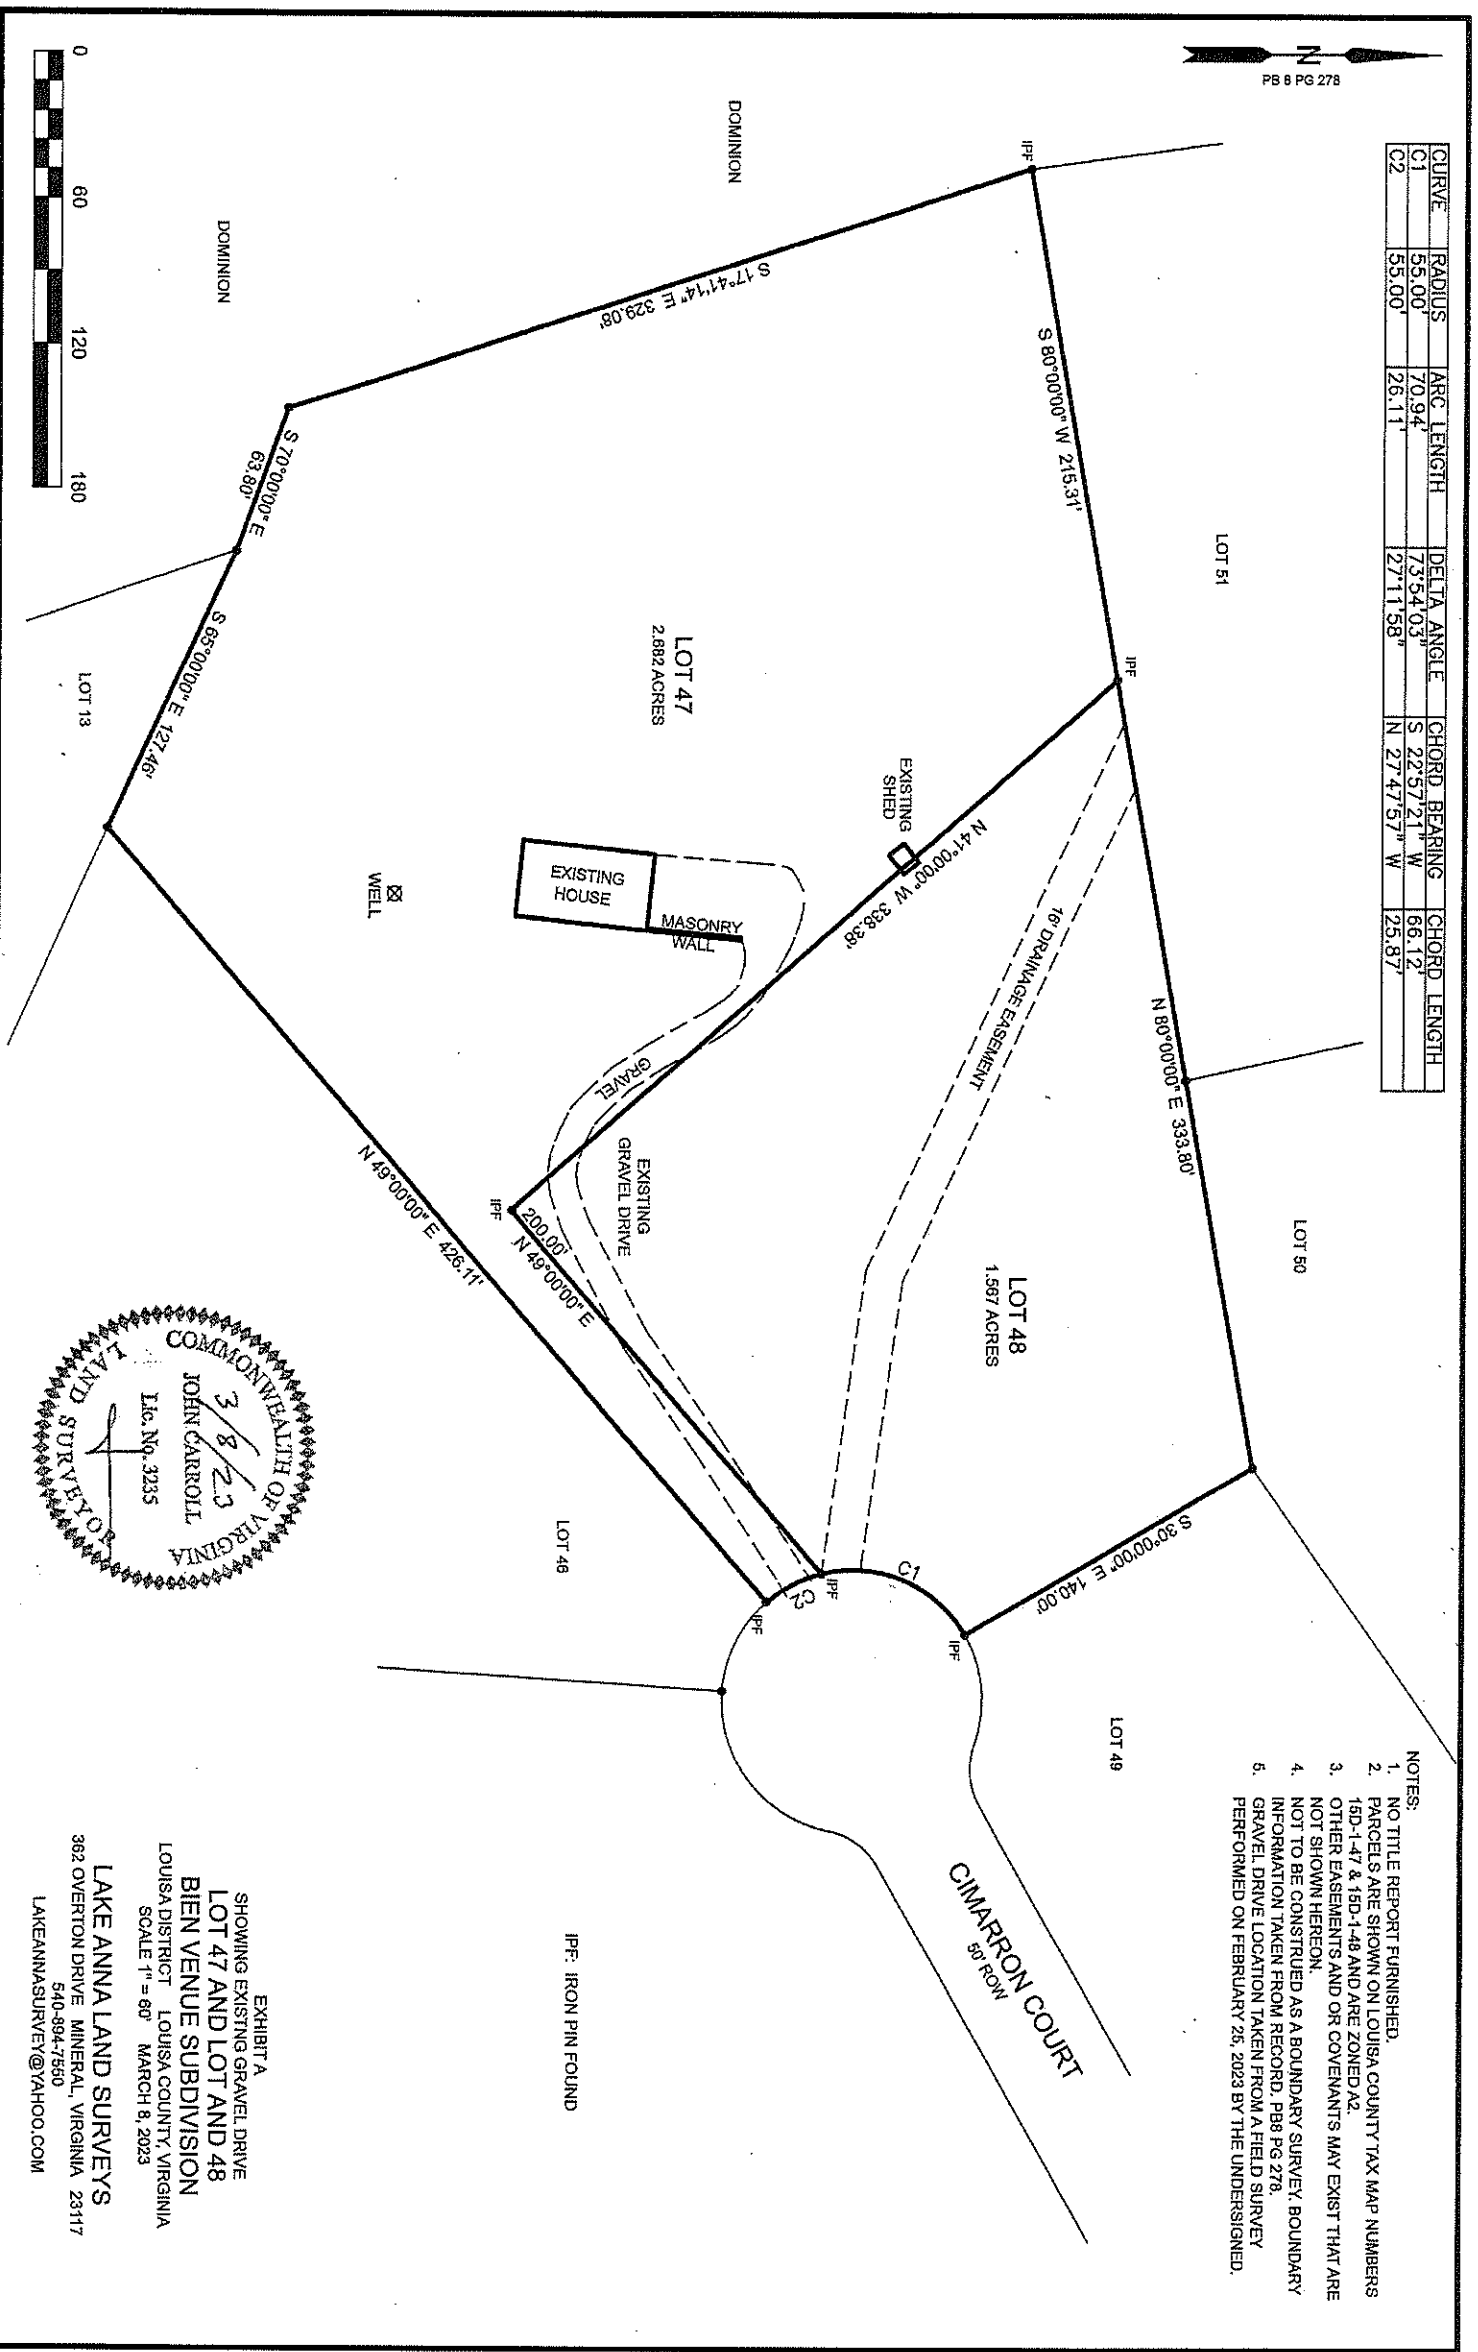 N
PB 8 PG 278
CURVE RADIUS ARC LENGTH DELTA ANGLE CHORD BEARING CHORD LENGTH
C1 55.00' 70.94' 73°54'03" S 22°57'21" W 66.12'
C2 55.00' 26.11' 27°11'58" N 27°47'57" W 25.87'
NOTES:
1. NO TITLE REPORT FURNISHED.
2. PARCELS ARE SHOWN ON LOUISA COUNTY TAX MAP NUMBERS
15D-1-47 & 15D-1-48 AND ARE ZONED A2.
3. OTHER EASEMENTS AND OR COVENANTS MAY EXIST THAT ARE
NOT SHOWN HEREON.
4. NOT TO BE CONSTRUED AS A BOUNDARY SURVEY. BOUNDARY
INFORMATION TAKEN FROM RECORD, PB8 PG 278.
5. GRAVEL DRIVE LOCATION TAKEN FROM A FIELD SURVEY
PERFORMED ON FEBRUARY 25, 2023 BY THE UNDERSIGNED.
LOT 51
LOT 50
LOT 49
IPF
S 80°00'00" W 215.31'
IPF
N 80°00'00" E 333.80'
S 30°00'00" E 140.00'
DOMINION
S 17°41'14" E 329.08'
EXISTING
SHED
N 41°00'00" W 338.38'
16' DRAINAGE EASEMENT
LOT 48
1.567 ACRES
C1
IPF
CIMARRON COURT
50' ROW
LOT 47
2.682 ACRES
MASONRY
WALL
EXISTING
HOUSE
GRAVEL
EXISTING
GRAVEL DRIVE
IPF
200.00'
N 49°00'00" E
IPF
C2
IPF
WELL
DOMINION
S 70°00'00" E
63.80'
S 65°00'00" E 127.46'
N 49°00'00" E 426.11'
LOT 46
LOT 13
IPF: IRON PIN FOUND
0 60 120 180
COMMONWEALTH OF VIRGINIA
3/8/23
JOHN CARROLL
Lic. No. 3235
LAND SURVEYOR
EXHIBIT A
SHOWING EXISTNG GRAVEL DRIVE
LOT 47 AND LOT AND 48
BIEN VENUE SUBDIVISION
LOUISA DISTRICT LOUISA COUNTY, VIRGINIA
SCALE 1" = 60' MARCH 8, 2023
LAKE ANNA LAND SURVEYS
362 OVERTON DRIVE MINERAL, VIRGINIA 23117
540-894-7550
LAKEANNASURVEY@YAHOO.COM